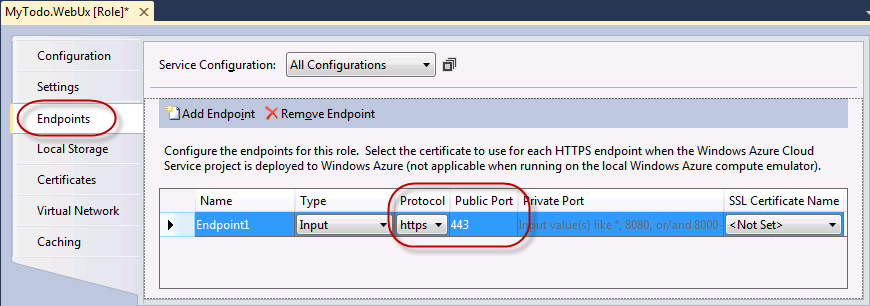 MyTodo.WebUx [Role]*
Configuration
Settings
Endpoints
Local Storage
Certificates
Virtual Network
Caching
Service Configuration: All Configurations
Add Endpoint Remove Endpoint
Configure the endpoints for this role. Select the certificate to use for each HTTPS endpoint when the Windows Azure Cloud
Service project is deployed to Windows Azure (not applicable when running on the local Windows Azure compute emulator).
Name Type Protocol Public Port Private Port SSL Certificate Name
Endpoint1 Input https 443 Input value(s) like *, 8080, or/and 8000- <Not Set>